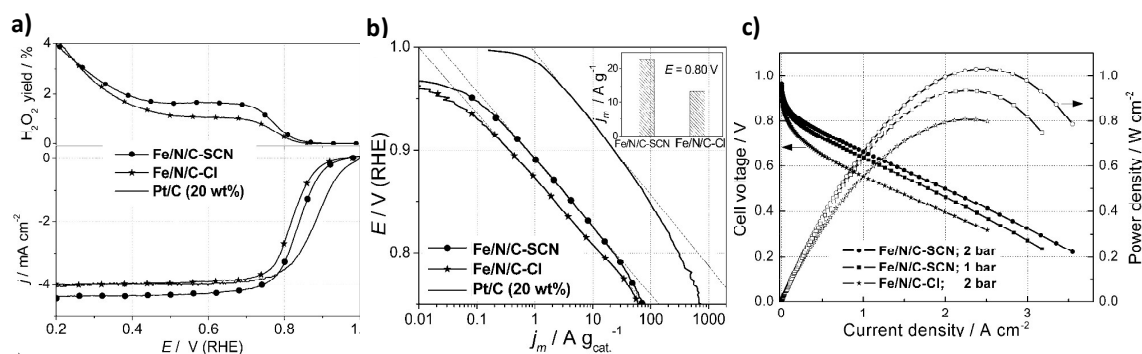 a)
H₂O₂ yield / %
4
2
0
Fe/N/C-SCN
Fe/N/C-Cl
Pt/C (20 wt%)
j / mA cm⁻²
0
-2
-4
0.2 0.4 0.6 0.8 1.
E / V (RHE)
b)
E / V (RHE)
1.0
0.9
0.8
jₘ / A g⁻¹
20
10
0
E = 0.80 V
Fe/N/C-SCN Fe/N/C-Cl
Fe/N/C-SCN
Fe/N/C-Cl
Pt/C (20 wt%)
0.01 0.1 1 10 100 1000
jₘ / A g cat.⁻¹
c)
Cell votage / V
1.0
0.8
0.6
0.4
0.2
0.0
Fe/N/C-SCN; 2 bar
Fe/N/C-SCN; 1 bar
Fe/N/C-Cl; 2 bar
0 1 2 3 4
Current density / A cm⁻²
1.0
0.8
0.6
0.4
0.2
0.0
Power density / W cm⁻²